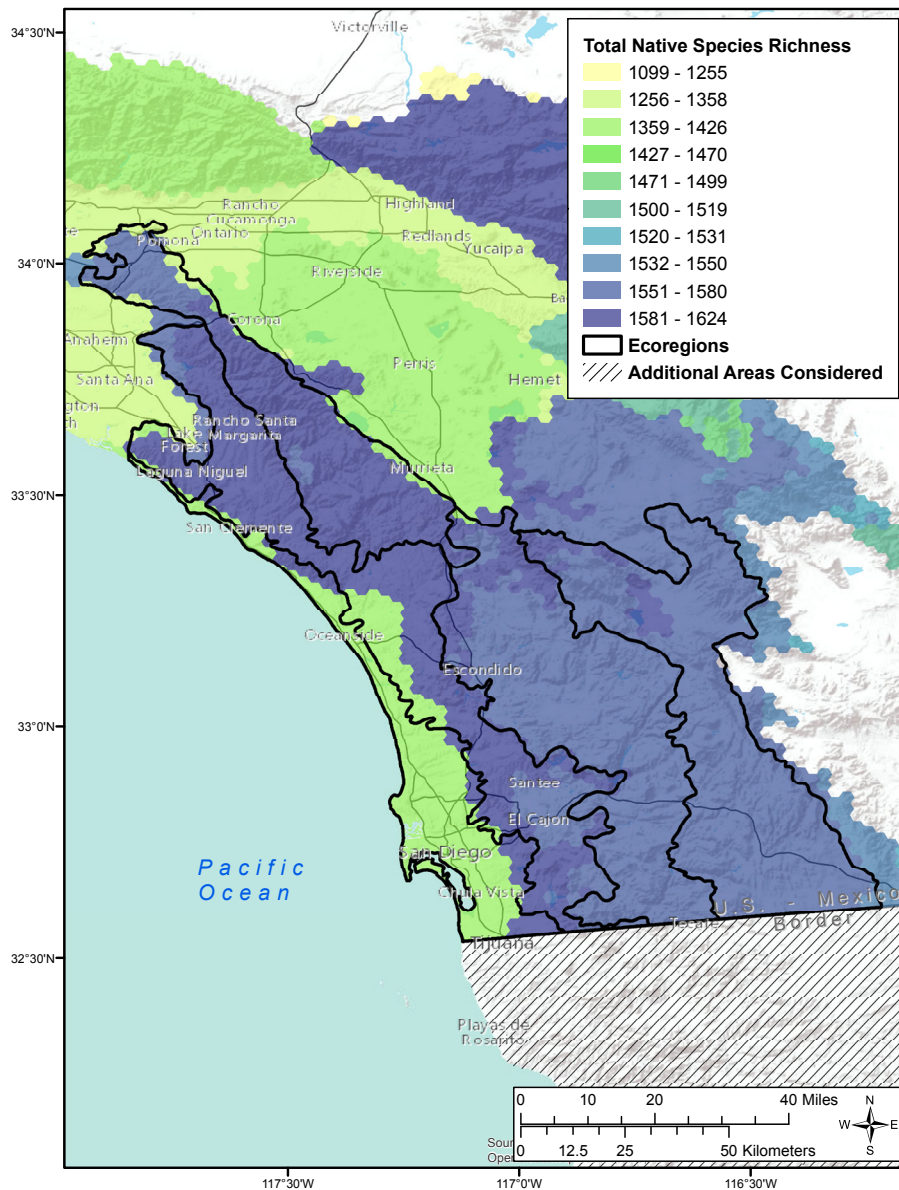 34°30'N
34°0'N
33°30'N
33°0'N
32°30'N
117°30'W
117°0'W
116°30'W
Victorville
Rancho
Cucamonga
Highland
Pomona
Ontario
Redlands
Yucaipa
Riverside
Corona
Anaheim
Perris
Santa Ana
Hemet
Rancho Santa
Margarita
Lake
Forest
Laguna Niguel
Murrieta
San Clemente
Oceanside
Escondido
Santee
El Cajon
San Diego
Chula Vista
U.S. - Mexico
Border
Tecate
Tijuana
Playas de
Rosarito
Pacific
Ocean
Total Native Species Richness
1099 - 1255
1256 - 1358
1359 - 1426
1427 - 1470
1471 - 1499
1500 - 1519
1520 - 1531
1532 - 1550
1551 - 1580
1581 - 1624
Ecoregions
Additional Areas Considered
0 10 20 40 Miles
0 12.5 25 50 Kilometers
N
W E
S